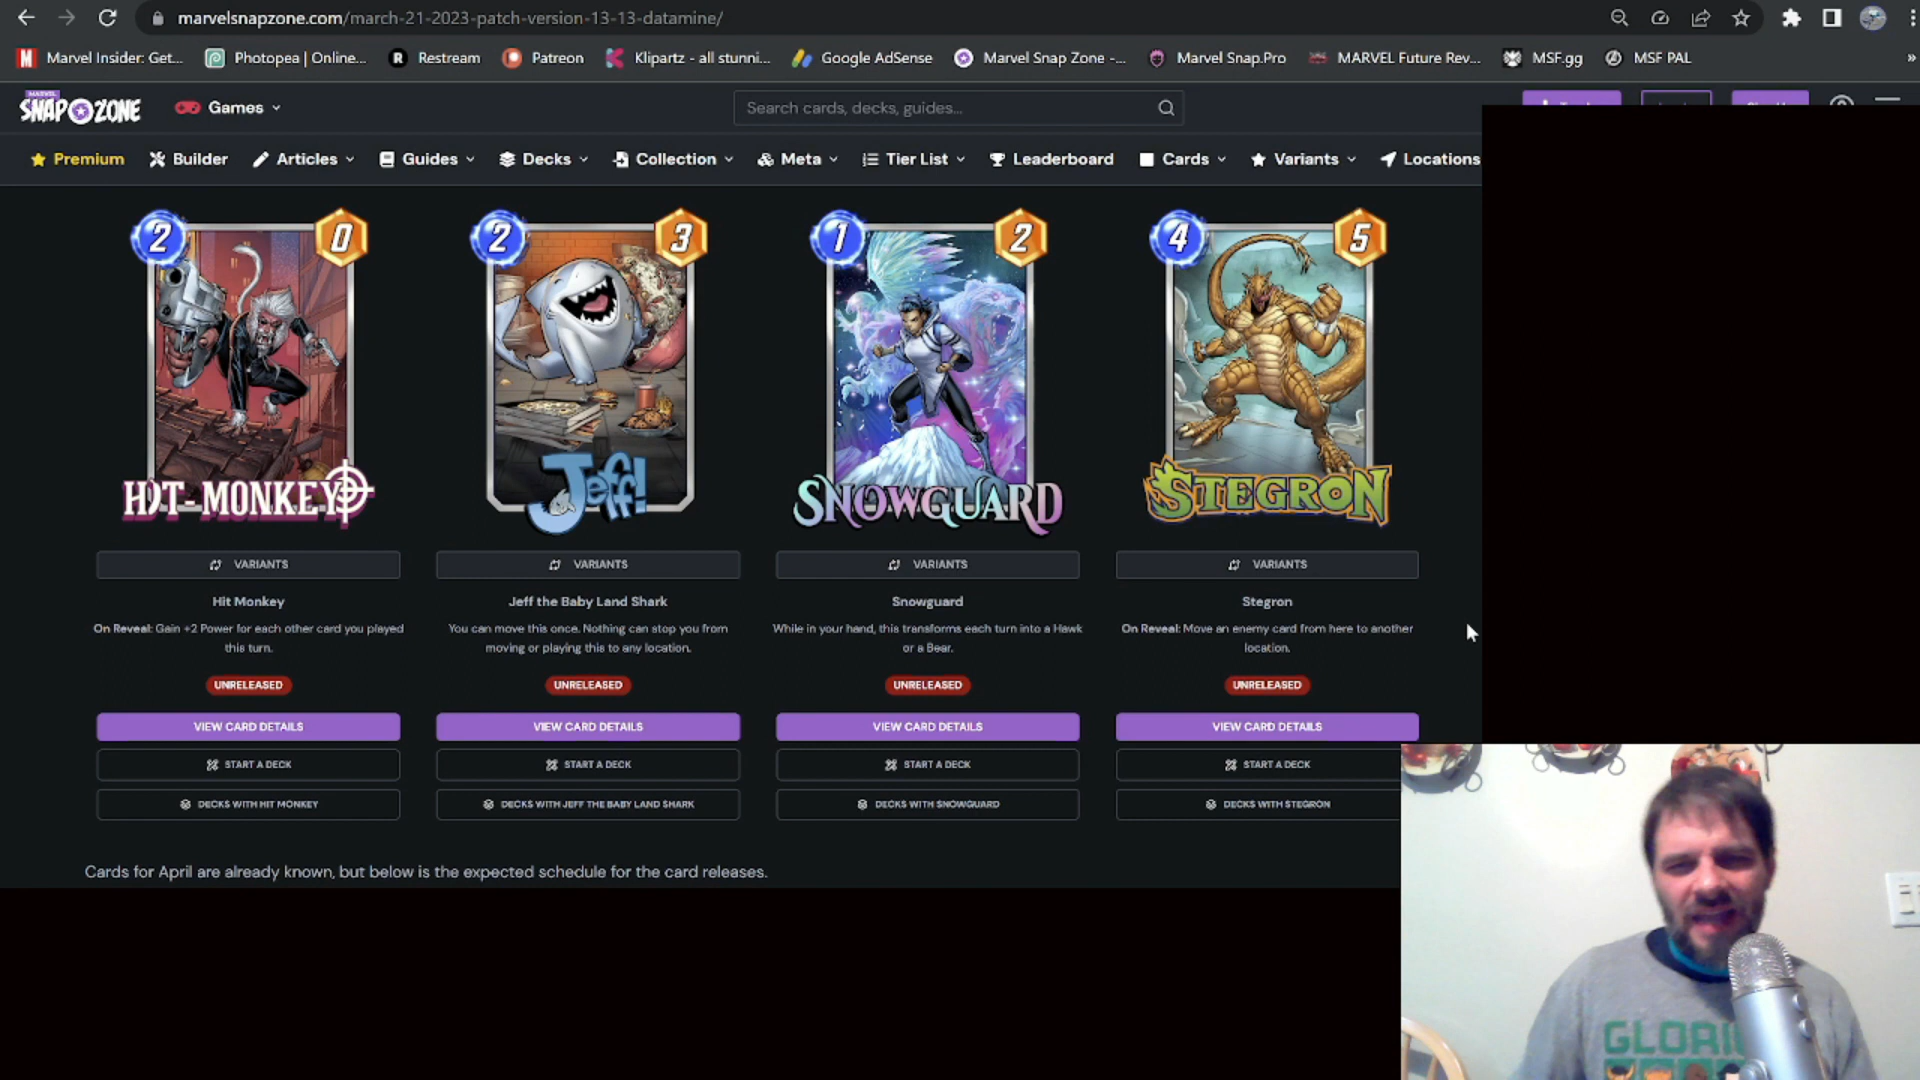 marvelsnapzone.com/march-21-2023-patch-version-13-13-datamine/
Marvel Insider: Get... Photopea | Online... Restream Patreon Klipartz - all stunni... Google AdSense Marvel Snap Zone -... Marvel Snap.Pro MARVEL Future Rev... MSF.gg MSF PAL »
MARVEL
SNAP ZONE
Games
Search cards, decks, guides...
Premium Builder Articles Guides Decks Collection Meta Tier List Leaderboard Cards Variants Locations
2 0 2 3 1 2 4 5
HIT-MONKEY Jeff! SNOWGUARD STEGRON
VARIANTS VARIANTS VARIANTS VARIANTS
Hit Monkey
On Reveal: Gain +2 Power for each other card you played
this turn.
UNRELEASED
VIEW CARD DETAILS
START A DECK
DECKS WITH HIT MONKEY
Jeff the Baby Land Shark
You can move this once. Nothing can stop you from
moving or playing this to any location.
UNRELEASED
VIEW CARD DETAILS
START A DECK
DECKS WITH JEFF THE BABY LAND SHARK
Snowguard
While in your hand, this transforms each turn into a Hawk
or a Bear.
UNRELEASED
VIEW CARD DETAILS
START A DECK
DECKS WITH SNOWGUARD
Stegron
On Reveal: Move an enemy card from here to another
location.
UNRELEASED
VIEW CARD DETAILS
START A DECK
DECKS WITH STEGRON
Cards for April are already known, but below is the expected schedule for the card releases.